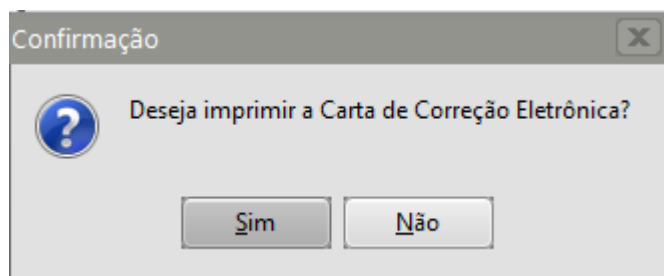 Confirmação
Deseja imprimir a Carta de Correção Eletrônica?
Sim
Não